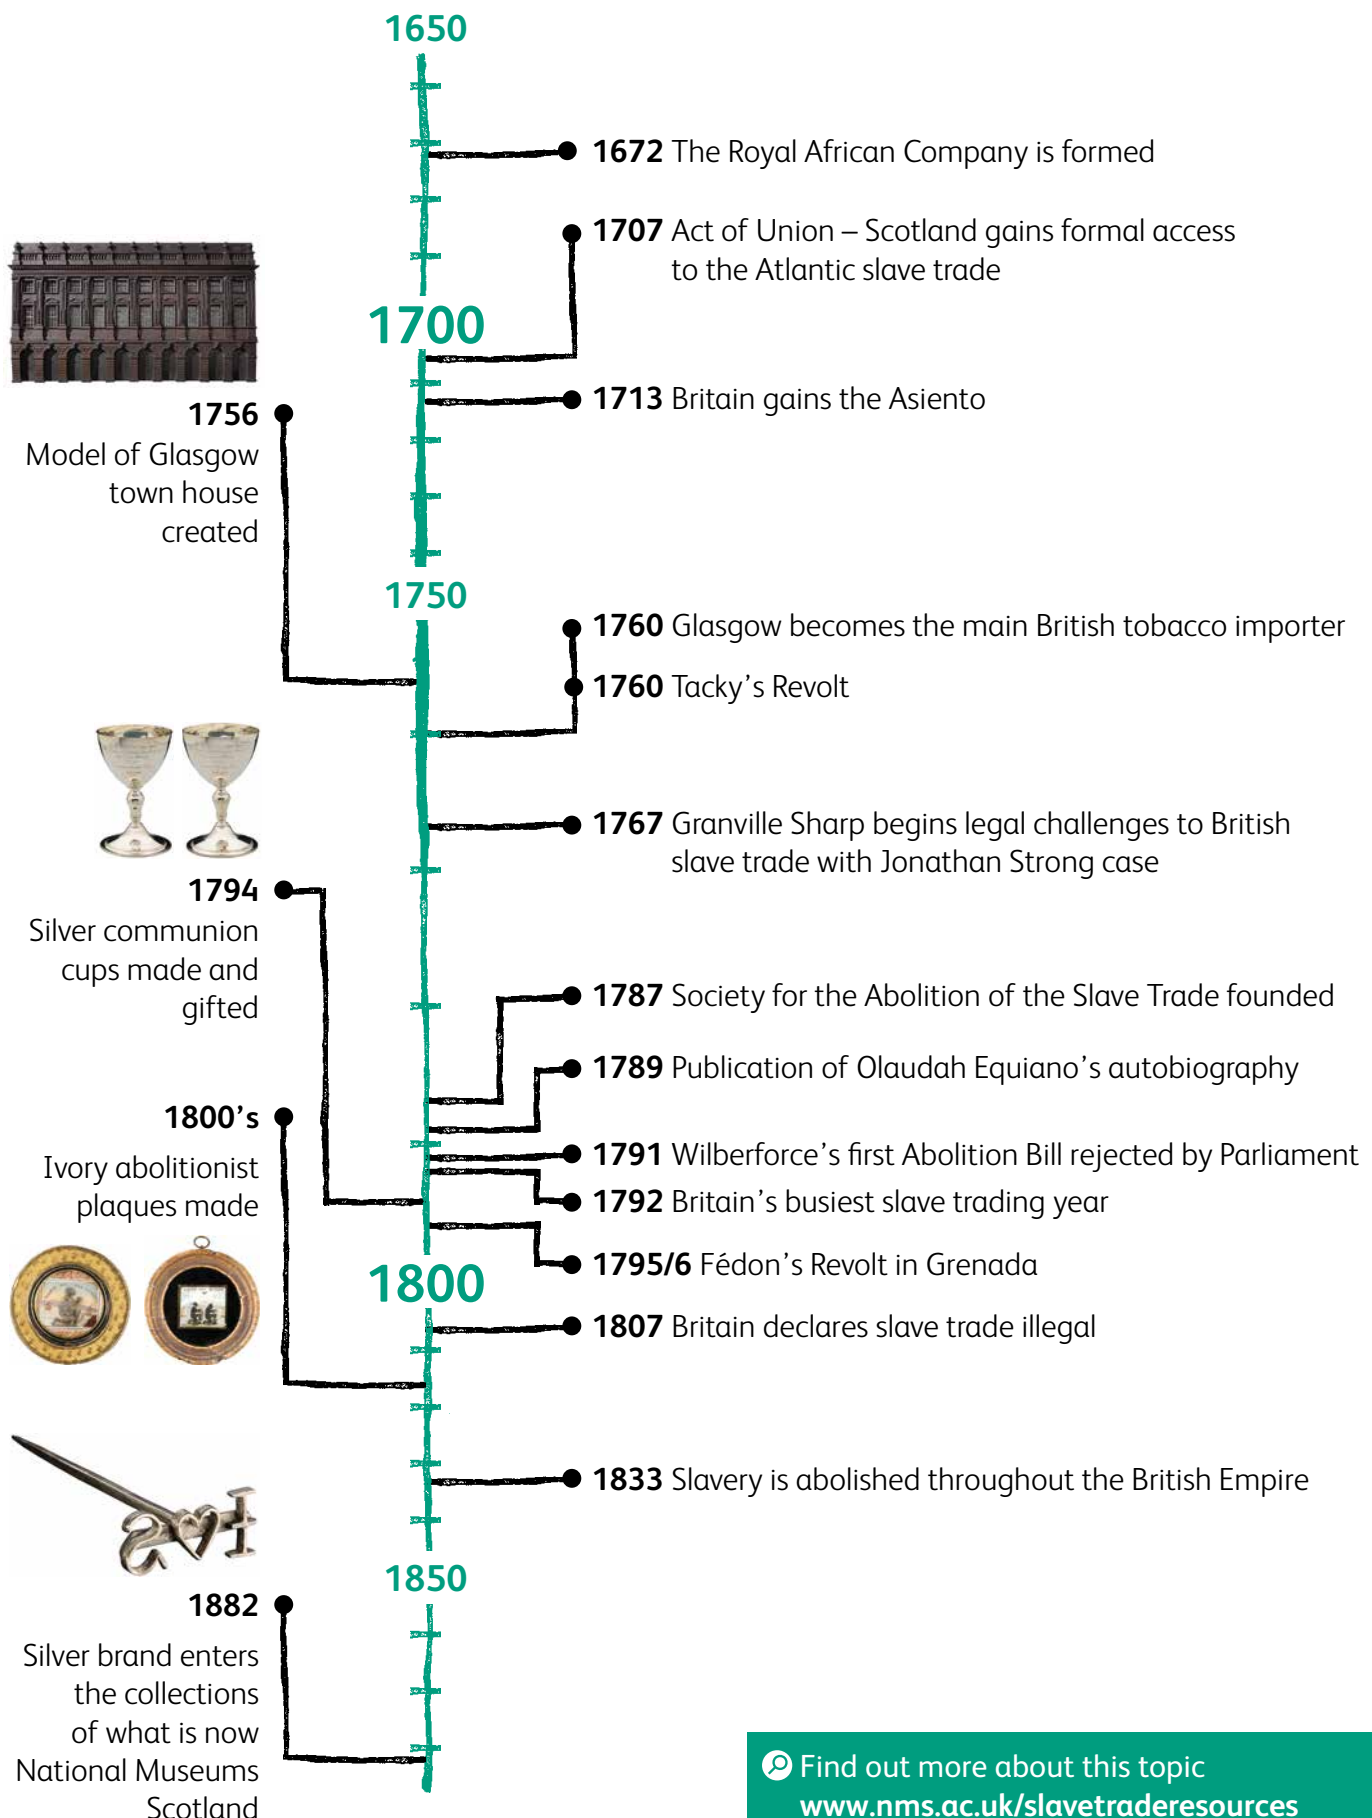 1650
1672 The Royal African Company is formed
1707 Act of Union – Scotland gains formal access
to the Atlantic slave trade
1700
1713 Britain gains the Asiento
1756
Model of Glasgow
town house
created
1750
1760 Glasgow becomes the main British tobacco importer
1760 Tacky’s Revolt
1767 Granville Sharp begins legal challenges to British
slave trade with Jonathan Strong case
1794
Silver communion
cups made and
gifted
1787 Society for the Abolition of the Slave Trade founded
1789 Publication of Olaudah Equiano’s autobiography
1800’s
Ivory abolitionist
plaques made
1791 Wilberforce’s first Abolition Bill rejected by Parliament
1792 Britain’s busiest slave trading year
1795/6 Fédon’s Revolt in Grenada
1800
1807 Britain declares slave trade illegal
1833 Slavery is abolished throughout the British Empire
1850
1882
Silver brand enters
the collections
of what is now
National Museums
Scotland
Find out more about this topic
www.nms.ac.uk/slavetraderesources